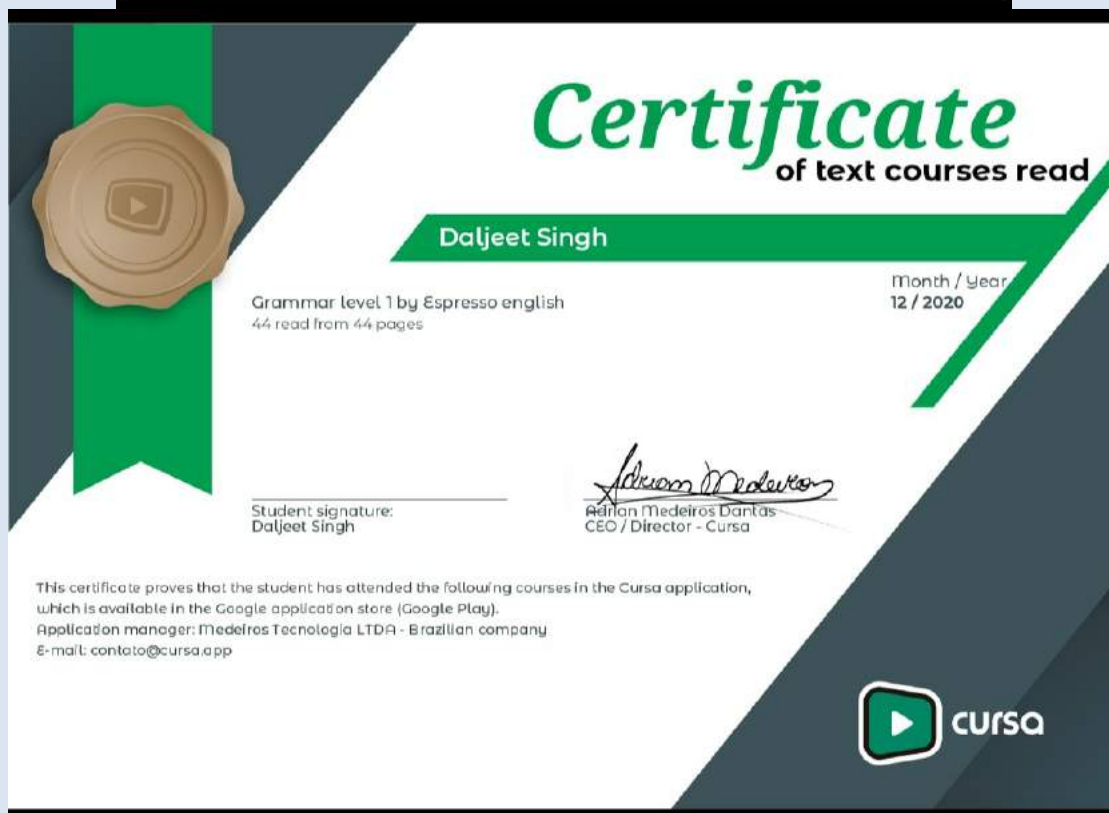 Certificate
of text courses read
Daljeet Singh
Month / Year
12 / 2020
Grammar level 1 by Espresso english
44 read from 44 pages
Adrian Medeiros
Student signature:
Daljeet Singh
Adrian Medeiros Dantas
CEO / Director - Cursa
This certificate proves that the student has attended the following courses in the Cursa application,
which is available in the Google application store (Google Play).
Application manager: Medeiros Tecnologia LTDA - Brazilian company
E-mail: contato@cursa.app
cursa